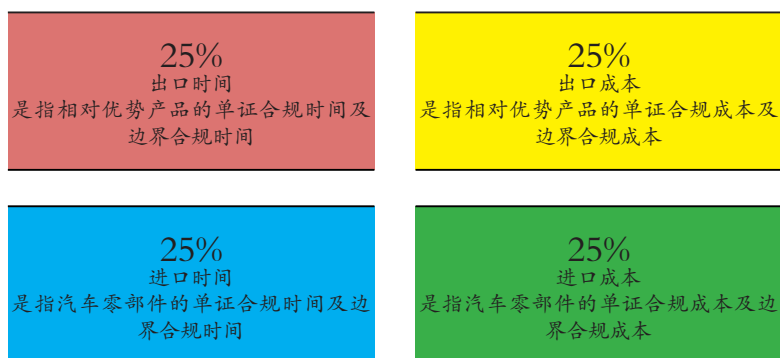 25%
出口时间
是指相对优势产品的单证合规时间及
边界合规时间
25%
出口成本
是指相对优势产品的单证合规成本及
边界合规成本
25%
进口时间
是指汽车零部件的单证合规时间及边
界合规时间
25%
进口成本
是指汽车零部件的单证合规成本及边
界合规成本